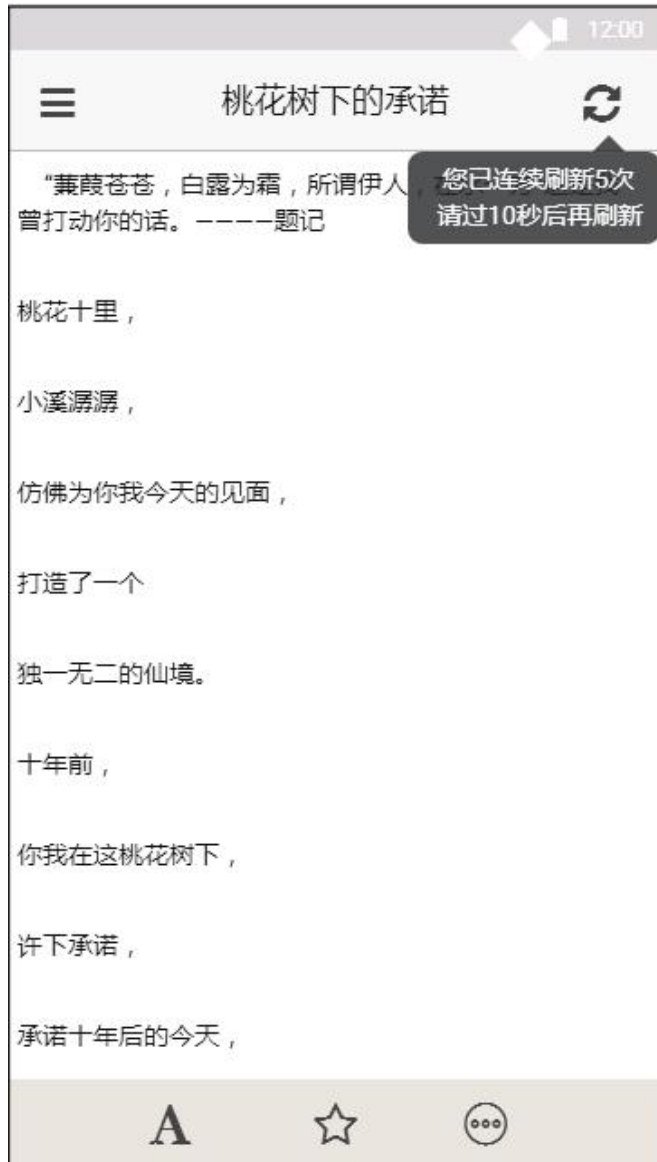 12:00
桃花树下的承诺
您已连续刷新5次
请过10秒后再刷新
“蒹葭苍苍，白露为霜，所谓伊人，
曾打动你的话。————题记
桃花十里，
小溪潺潺，
仿佛为你我今天的见面，
打造了一个
独一无二的仙境。
十年前，
你我在这桃花树下，
许下承诺，
承诺十年后的今天，
A